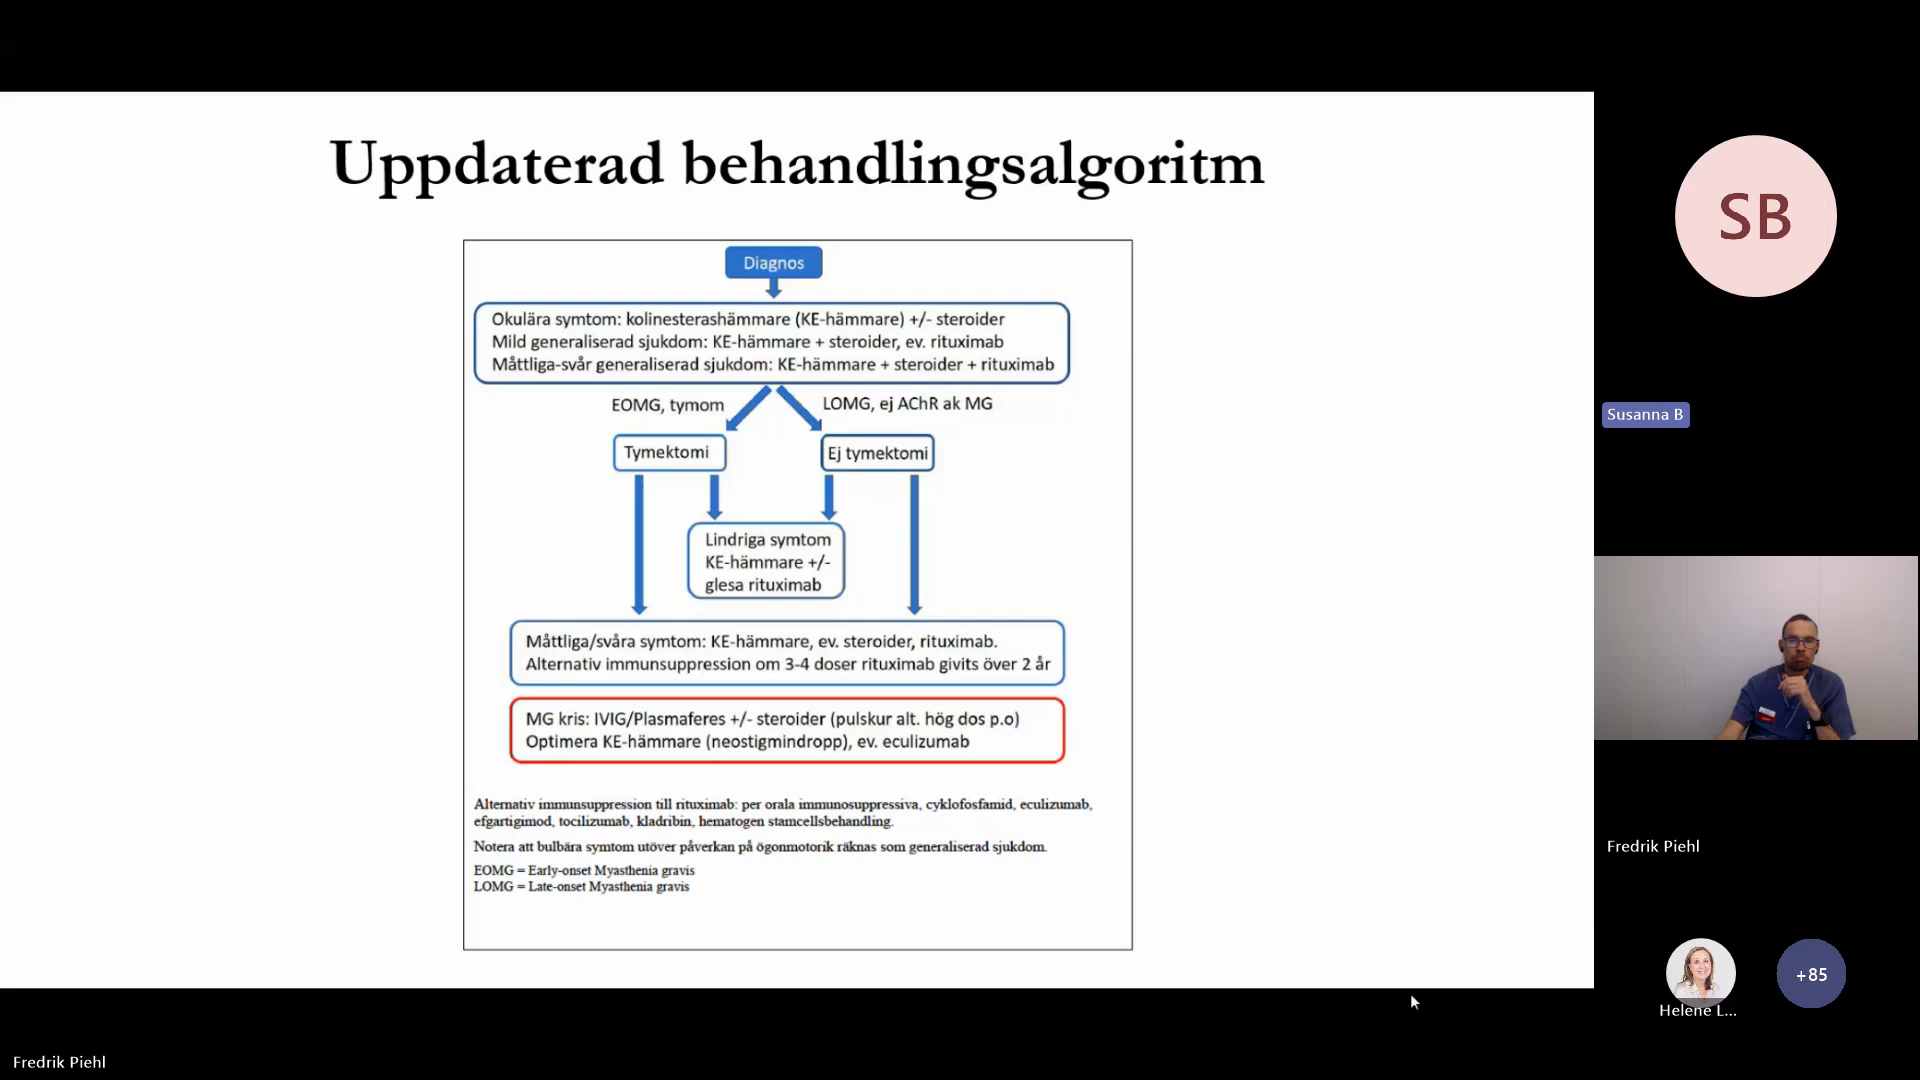 Uppdaterad behandlingsalgoritm
Diagnos
Okulära symtom: kolinesterashämmare (KE-hämmare) +/- steroider
Mild generaliserad sjukdom: KE-hämmare + steroider, ev. rituximab
Måttliga-svår generaliserad sjukdom: KE-hämmare + steroider + rituximab
EOMG, tymom
LOMG, ej AChR ak MG
Tymektomi
Ej tymektomi
Lindriga symtom
KE-hämmare +/-
glesa rituximab
Måttliga/svåra symtom: KE-hämmare, ev. steroider, rituximab.
Alternativ immunsuppression om 3-4 doser rituximab givits över 2 år
MG kris: IVIG/Plasmaferes +/- steroider (pulskur alt. hög dos p.o)
Optimera KE-hämmare (neostigmindropp), ev. eculizumab
Alternativ immunsuppression till rituximab: per orala immunosuppressiva, cyklofosfamid, eculizumab,
efgartigimod, tocilizumab, kladribin, hematogen stamcellsbehandling.
Notera att bulbära symtom utöver påverkan på ögonmotorik räknas som generaliserad sjukdom.
EOMG = Early-onset Myasthenia gravis
LOMG = Late-onset Myasthenia gravis
SB
Susanna B
Fredrik Piehl
+85
Helene L...
Fredrik Piehl